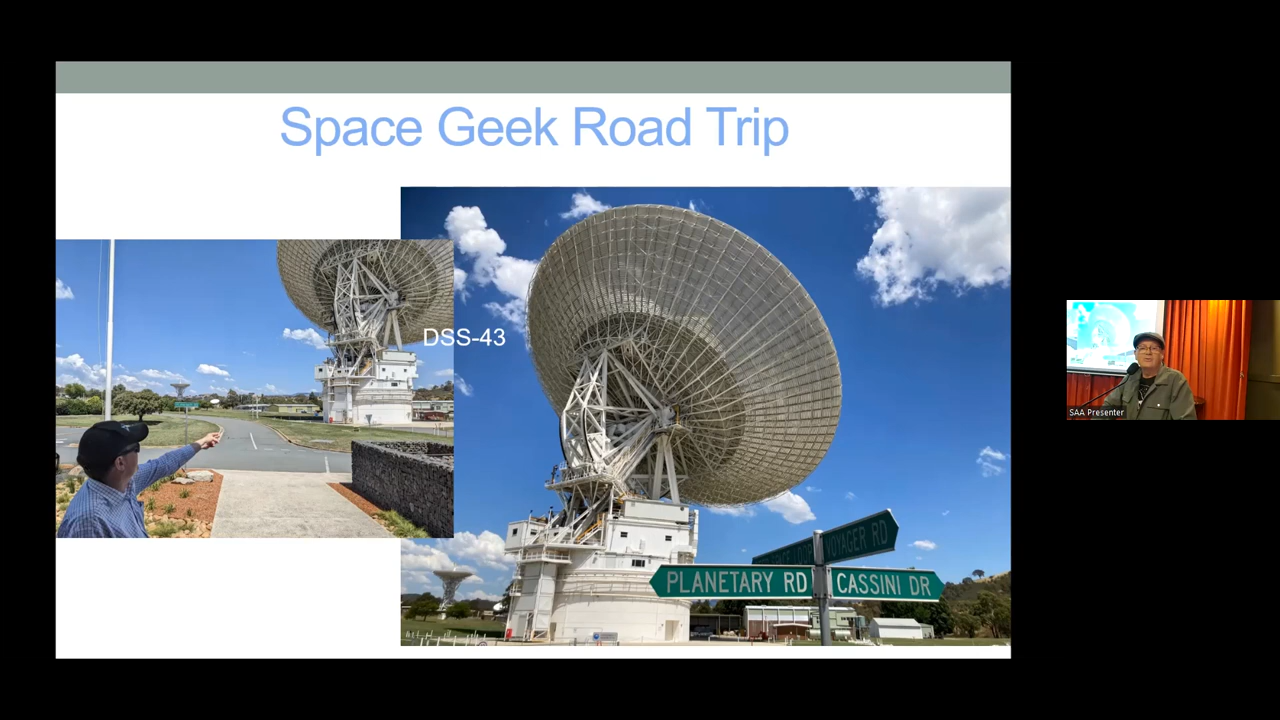 Space Geek Road Trip
DSS-43
VOYAGER RD
PLANETARY RD
CASSINI DR
SAA Presenter